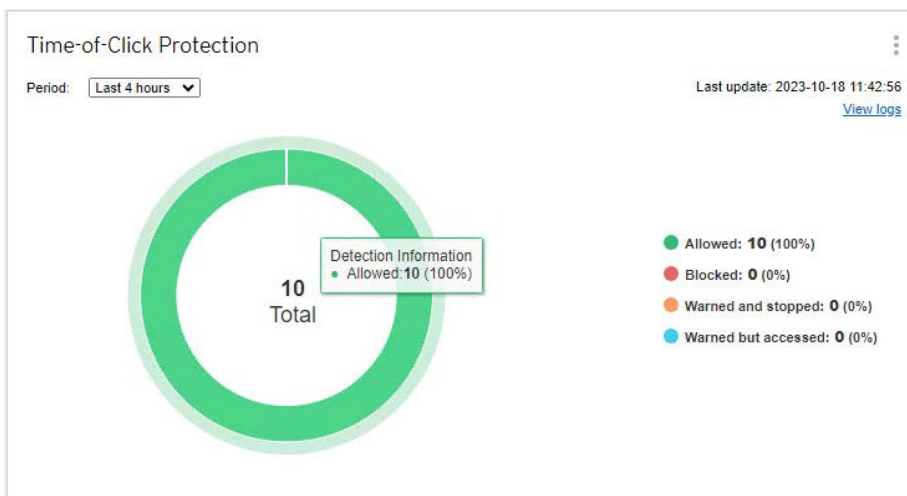 Time-of-Click Protection
Period: Last 4 hours
Last update: 2023-10-18 11:42:56
View logs
Detection Information
• Allowed:10 (100%)
10
Total
Allowed: 10 (100%)
Blocked: 0 (0%)
Warned and stopped: 0 (0%)
Warned but accessed: 0 (0%)